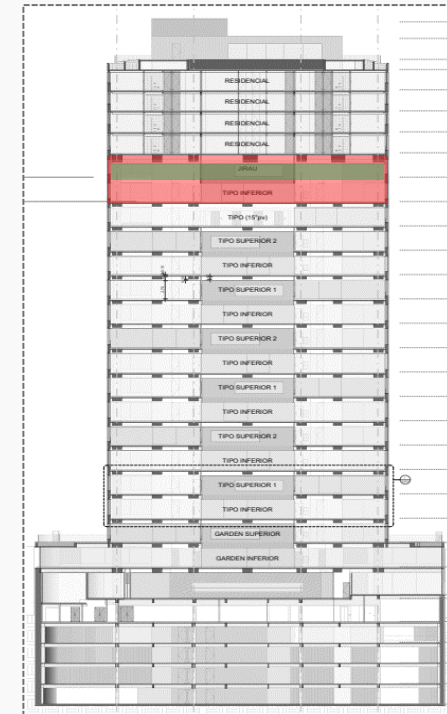 RESIDENCIAL
RESIDENCIAL
RESIDENCIAL
RESIDENCIAL
JIRAU
TIPO INFERIOR
TIPO (15°pv)
TIPO SUPERIOR 2
TIPO INFERIOR
TIPO SUPERIOR 1
TIPO INFERIOR
TIPO SUPERIOR 2
TIPO INFERIOR
TIPO SUPERIOR 1
TIPO INFERIOR
TIPO SUPERIOR 2
TIPO INFERIOR
TIPO SUPERIOR 1
TIPO INFERIOR
GARDEN SUPERIOR
GARDEN INFERIOR